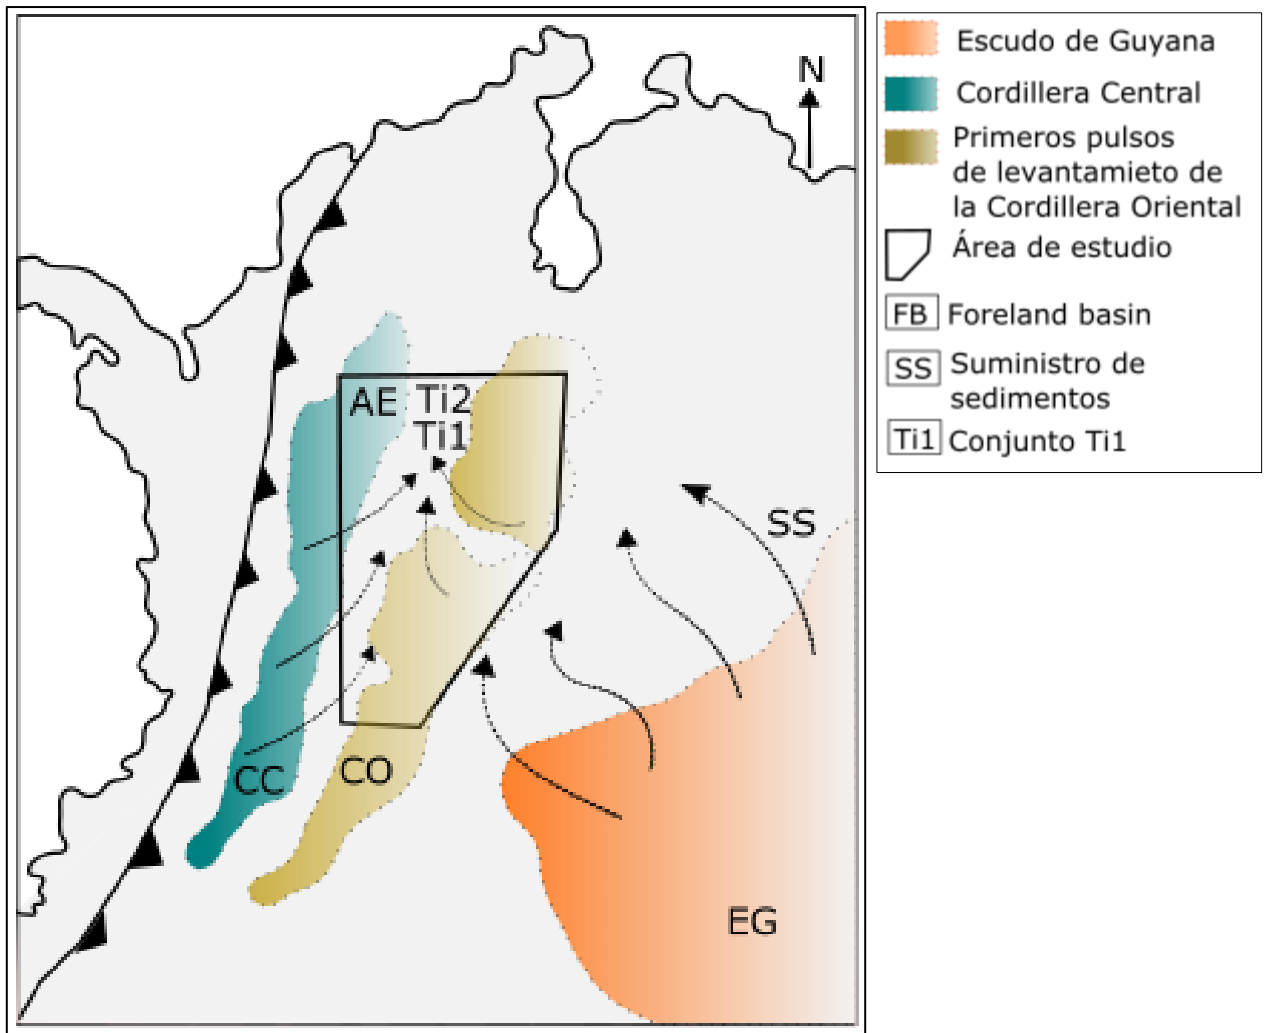 N
AE Ti2
Ti1
SS
CC
CO
EG
Escudo de Guyana
Cordillera Central
Primeros pulsos
de levantamieto de
la Cordillera Oriental
Área de estudio
FB Foreland basin
SS Suministro de
sedimentos
Ti1 Conjunto Ti1